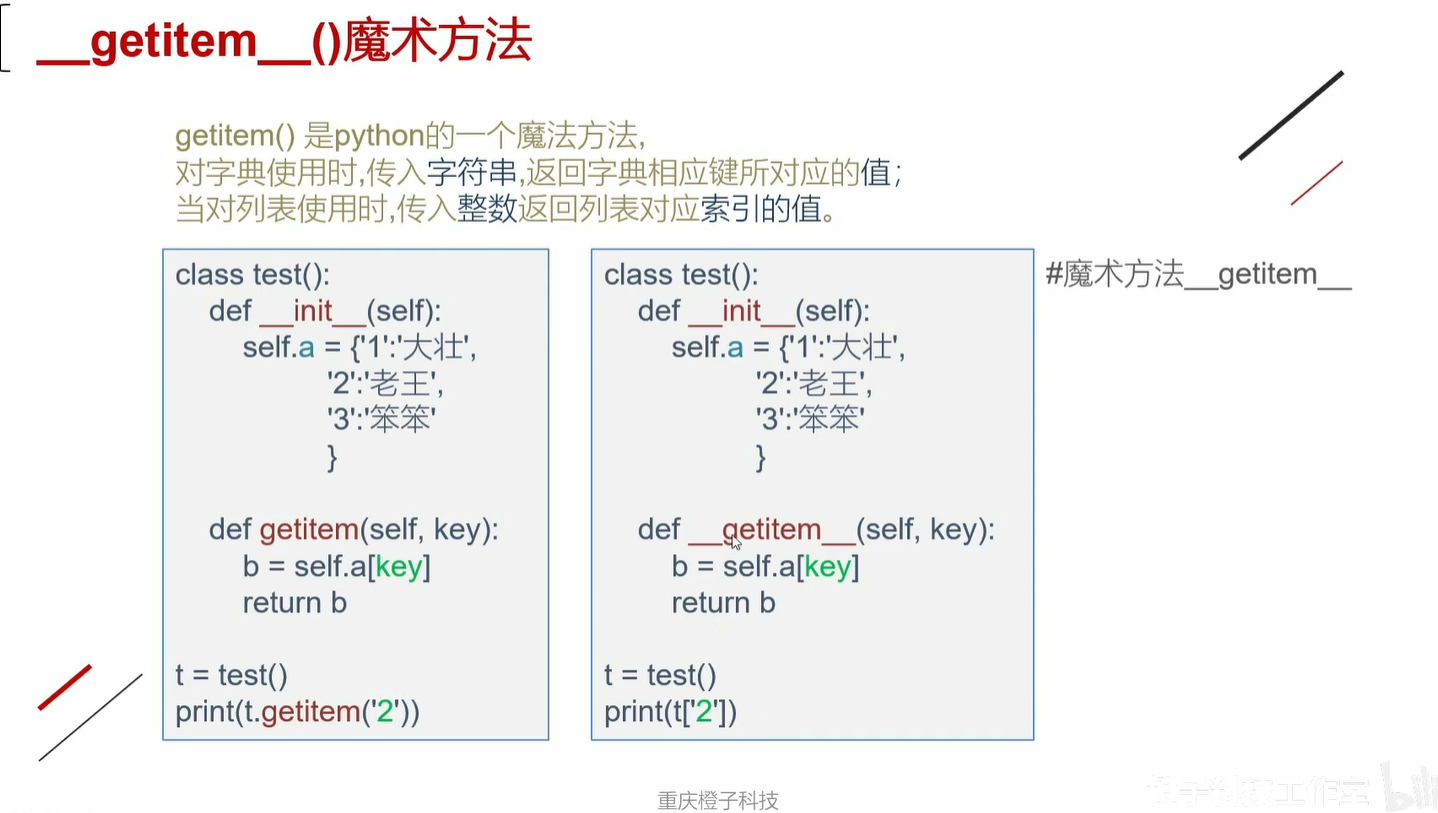 __getitem__()魔术方法
getitem() 是python的一个魔法方法,
对字典使用时,传入字符串,返回字典相应键所对应的值；
当对列表使用时,传入整数返回列表对应索引的值。
class test():
def __init__(self):
self.a = {'1':'大壮',
'2':'老王',
'3':'笨笨'
}
def getitem(self, key):
b = self.a[key]
return b
t = test()
print(t.getitem('2'))
class test():
def __init__(self):
self.a = {'1':'大壮',
'2':'老王',
'3':'笨笨'
}
def __getitem__(self, key):
b = self.a[key]
return b
t = test()
print(t['2'])
#魔术方法__getitem__
重庆橙子科技